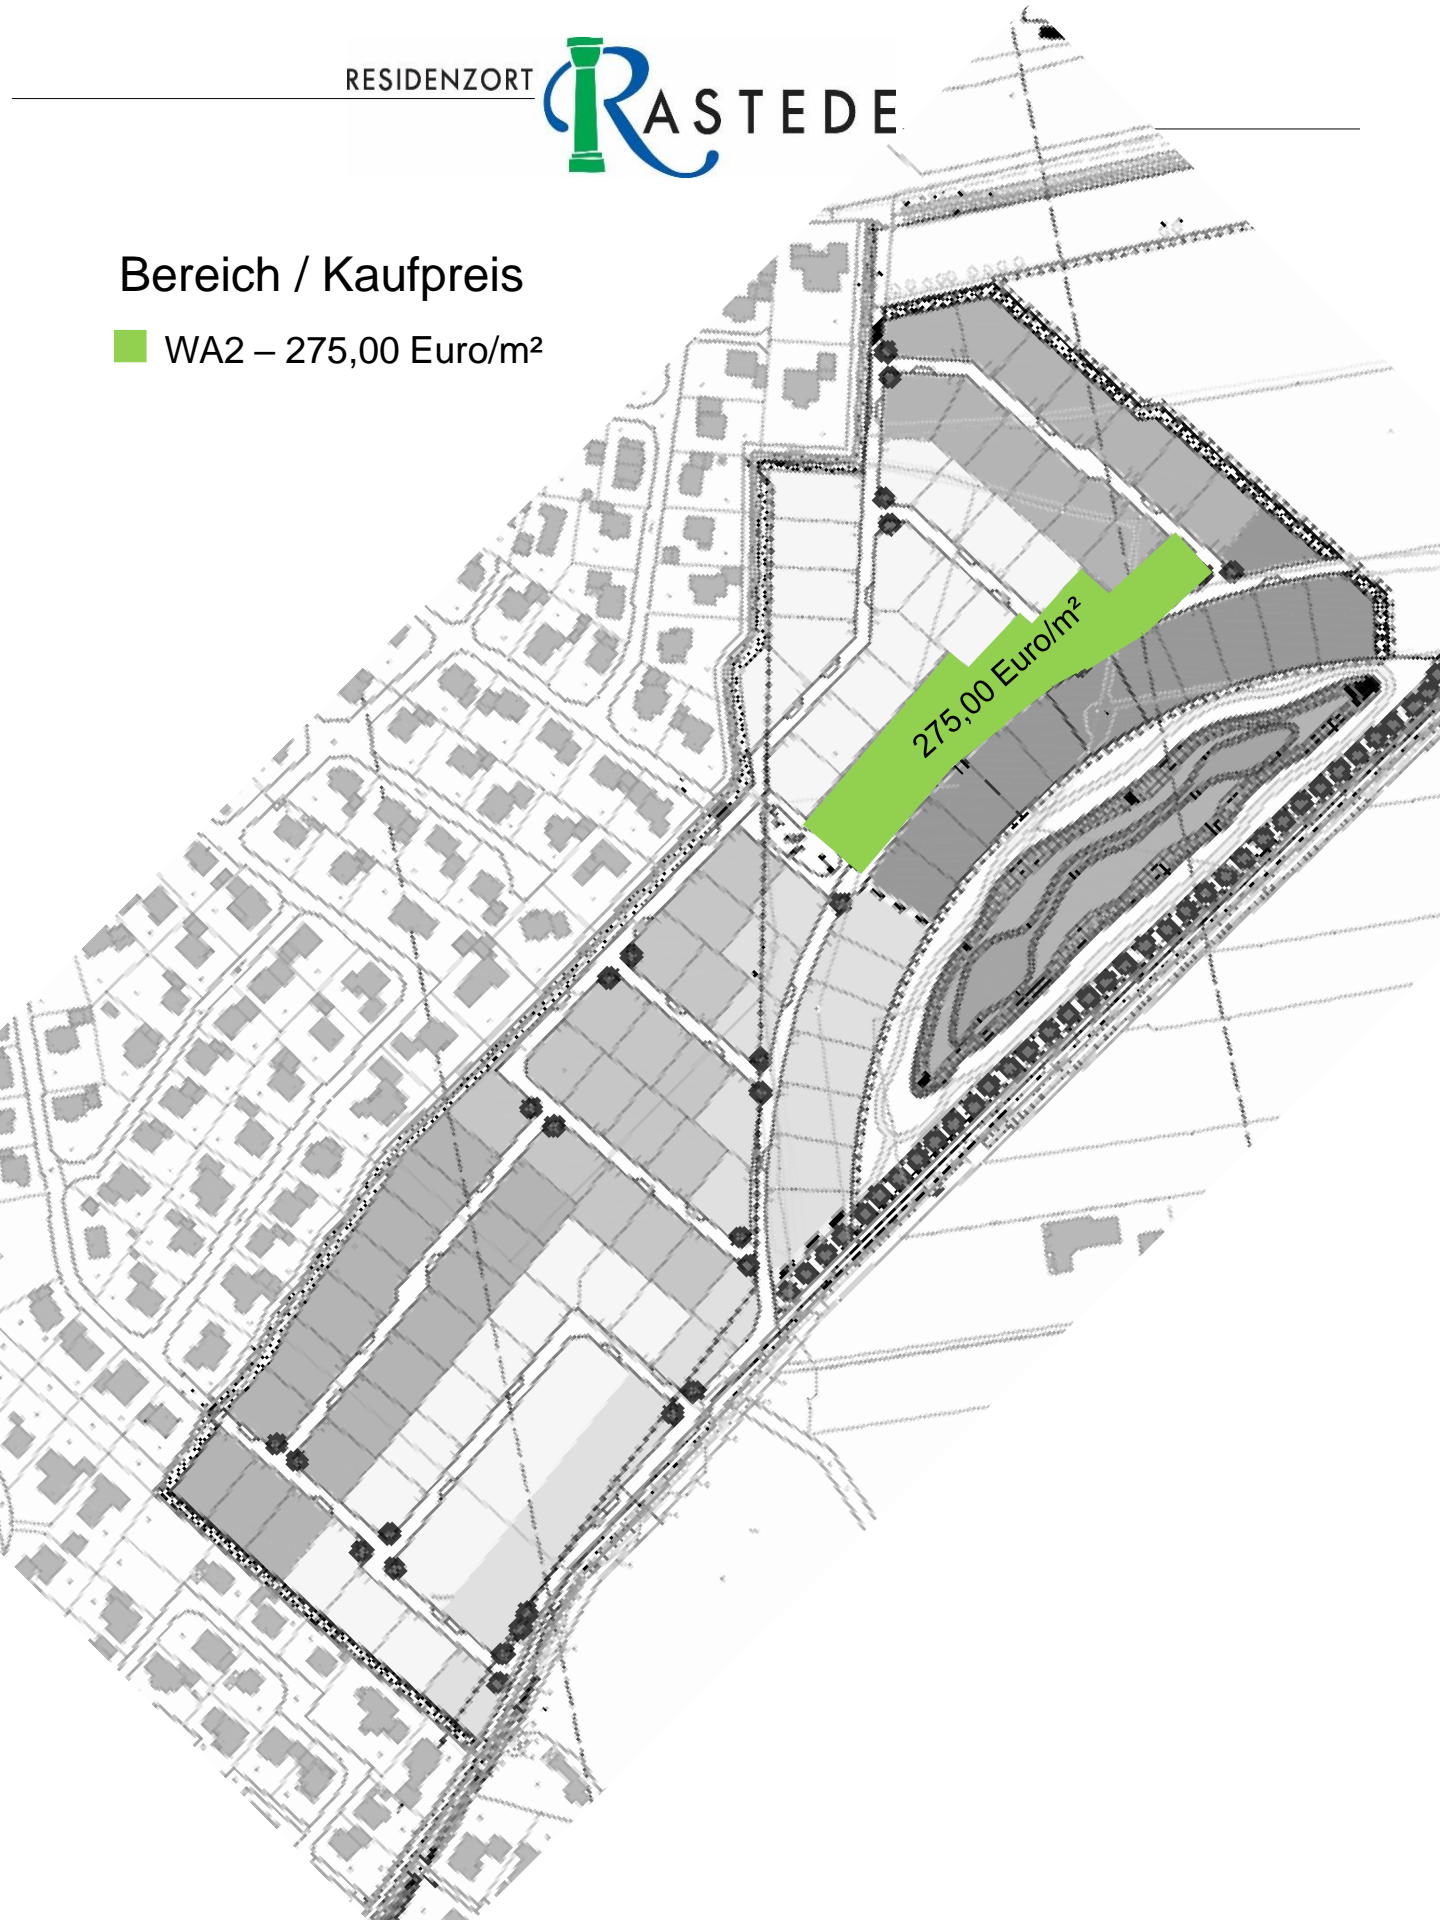 RESIDENZORT
RASTEDE
Bereich / Kaufpreis
WA2 – 275,00 Euro/m²
275,00 Euro/m²